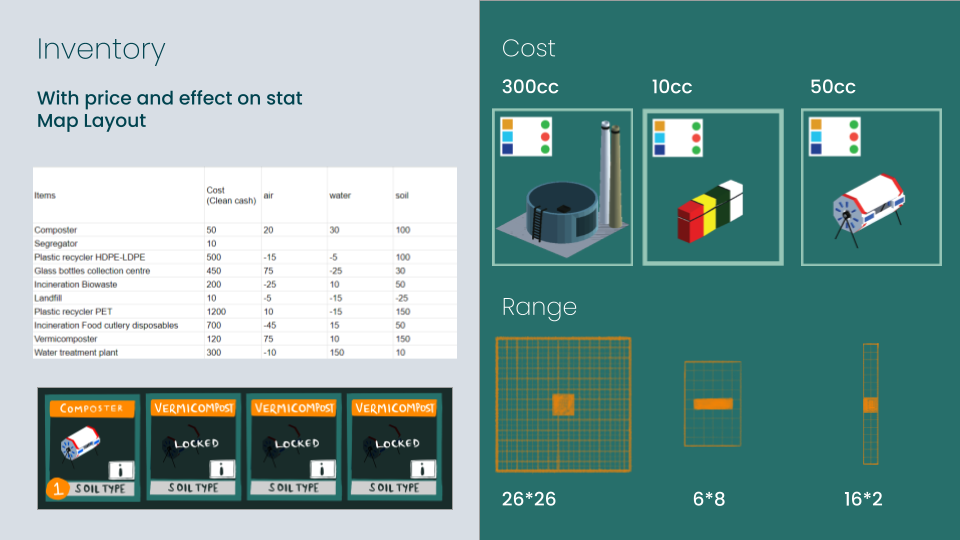 Inventory
With price and effect on stat
Map Layout
Items Cost (Clean cash) air water soil
Composter 50 20 30 100
Segregator 10
Plastic recycler HDPE-LDPE 500 -15 -5 100
Glass bottles collection centre 450 75 -25 30
Incineration Biowaste 200 -25 10 50
Landfill 10 -5 -15 -25
Plastic recycler PET 1200 10 -15 150
Incineration Food cutlery disposables 700 -45 15 50
Vermicomposter 120 75 10 150
Water treatment plant 300 -10 150 10
COMPOSTER VERMICOMPOST VERMICOMPOST VERMICOMPOST
LOCKED LOCKED LOCKED
i i i i
1 SOIL TYPE SOIL TYPE SOIL TYPE SOIL TYPE
Cost
300cc 10cc 50cc
Range
26*26 6*8 16*2